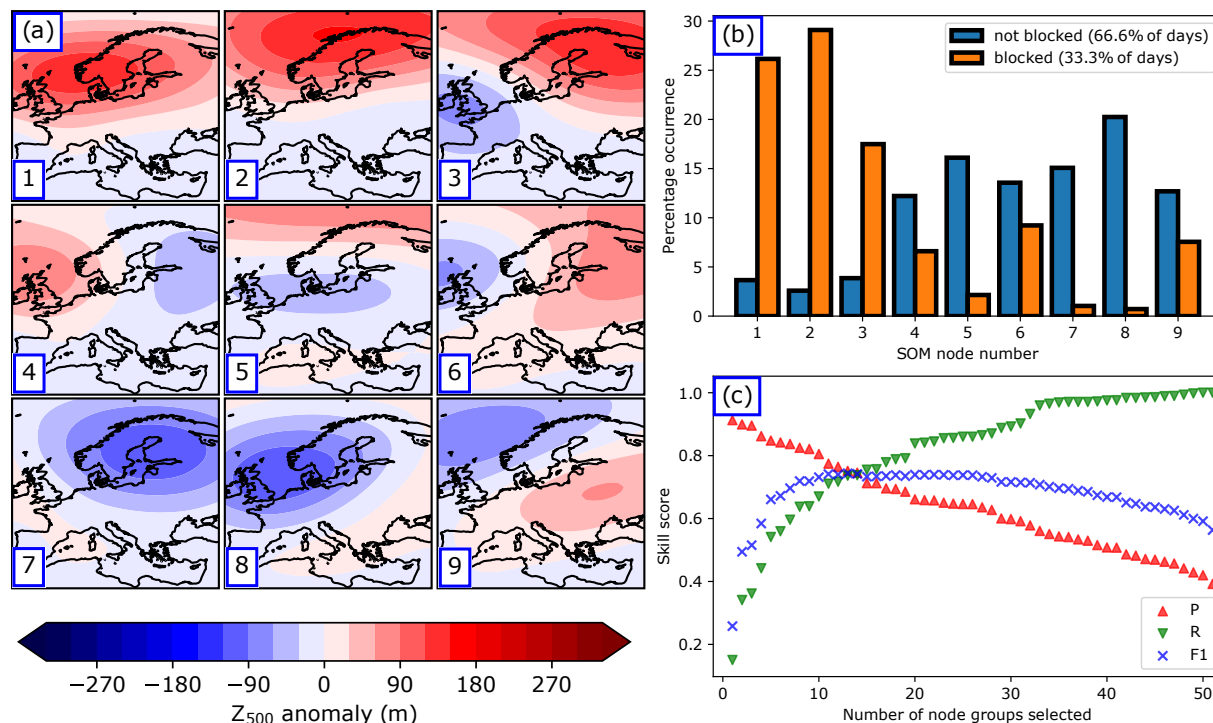 (a)
1
2
3
4
5
6
7
8
9
−270 −180 −90 0 90 180 270
Z500 anomaly (m)
(b)
not blocked (66.6% of days)
blocked (33.3% of days)
Percentage occurrence
30
25
20
15
10
5
0
1 2 3 4 5 6 7 8 9
SOM node number
(c)
Skill score
1.0
0.8
0.6
0.4
0.2
P
R
F1
0 10 20 30 40 50
Number of node groups selected